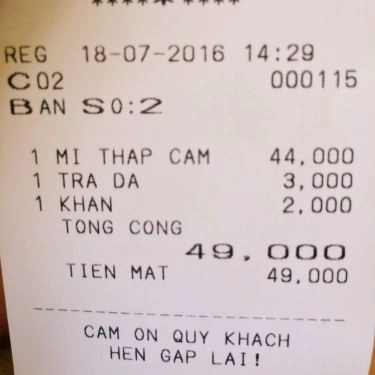 ****★****
REG 18-07-2016 14:29
C02 000115
BAN SO:2
1 MI THAP CAM 44,000
1 TRA DA 3,000
1 KHAN 2,000
TONG CONG
49,000
TIEN MAT 49,000
CAM ON QUY KHACH
HEN GAP LAI!